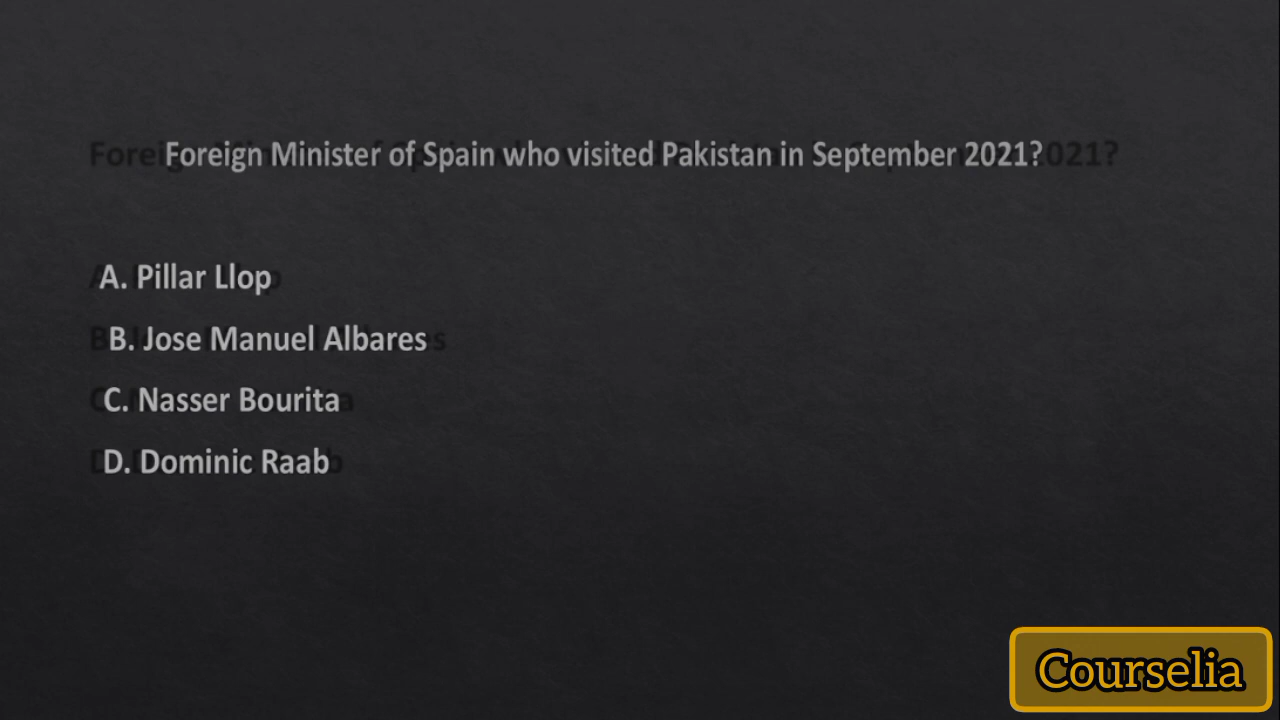 Foreign Minister of Spain who visited Pakistan in September 2021?
A. Pillar Llop
B. Jose Manuel Albares
C. Nasser Bourita
D. Dominic Raab
Courselia